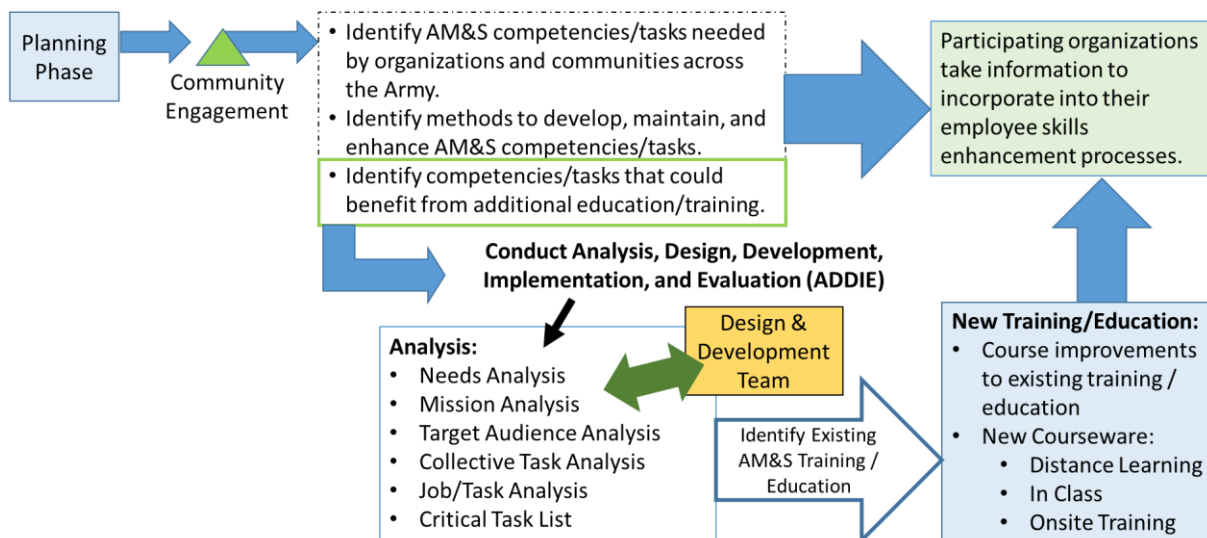 Planning
Phase
Community
Engagement
• Identify AM&S competencies/tasks needed
by organizations and communities across
the Army.
• Identify methods to develop, maintain, and
enhance AM&S competencies/tasks.
• Identify competencies/tasks that could
benefit from additional education/training.
Participating organizations
take information to
incorporate into their
employee skills
enhancement processes.
Conduct Analysis, Design, Development,
Implementation, and Evaluation (ADDIE)
Analysis:
• Needs Analysis
• Mission Analysis
• Target Audience Analysis
• Collective Task Analysis
• Job/Task Analysis
• Critical Task List
Design &
Development
Team
Identify Existing
AM&S Training /
Education
New Training/Education:
• Course improvements
to existing training /
education
• New Courseware:
• Distance Learning
• In Class
• Onsite Training